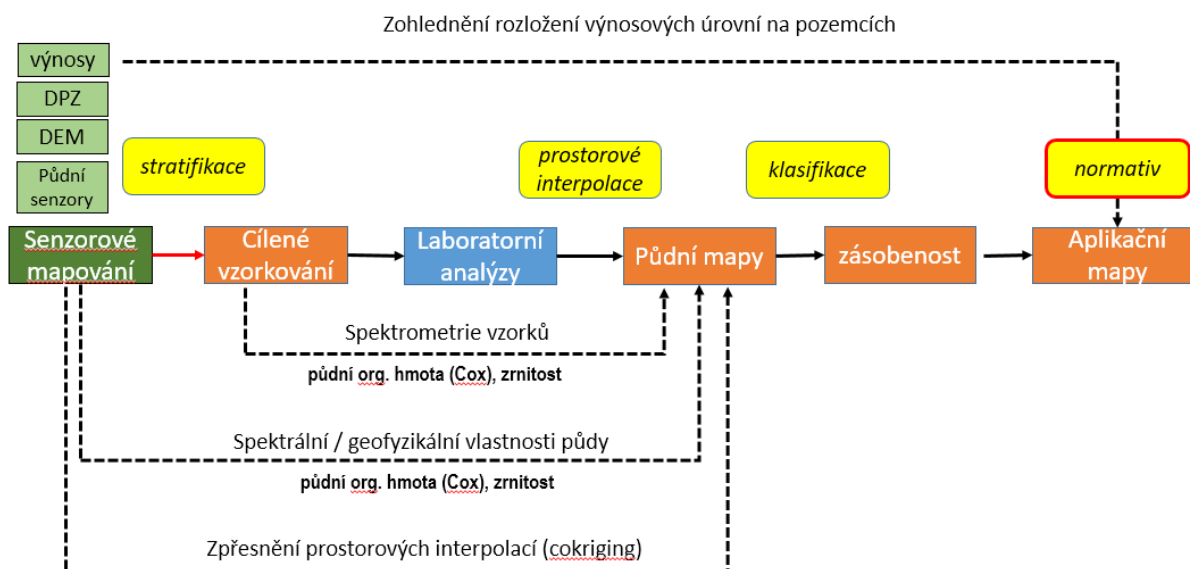 Zohlednění rozložení výnosových úrovní na pozemcích
výnosy
DPZ
DEM
Půdní
senzory
stratifikace
prostorové
interpolace
klasifikace
normativ
Senzorové
mapování
Cílené
vzorkování
Laboratorní
analýzy
Půdní mapy
zásobenost
Aplikační
mapy
Spektrometrie vzorků
půdní org. hmota (Cox), zrnitost
Spektrální / geofyzikální vlastnosti půdy
půdní org. hmota (Cox), zrnitost
Zpřesnění prostorových interpolací (cokriging)